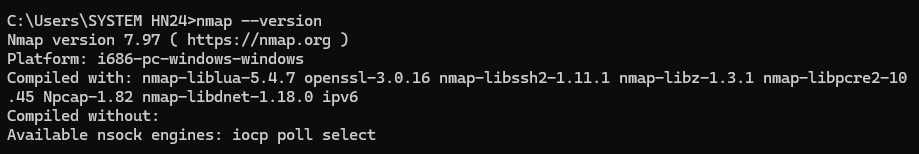 C:\Users\SYSTEM HN24>nmap --version
Nmap version 7.97 ( https://nmap.org )
Platform: i686-pc-windows-windows
Compiled with: nmap-liblua-5.4.7 openssl-3.0.16 nmap-libssh2-1.11.1 nmap-libz-1.3.1 nmap-libpcre2-10
.45 Npcap-1.82 nmap-libdnet-1.18.0 ipv6
Compiled without:
Available nsock engines: iocp poll select